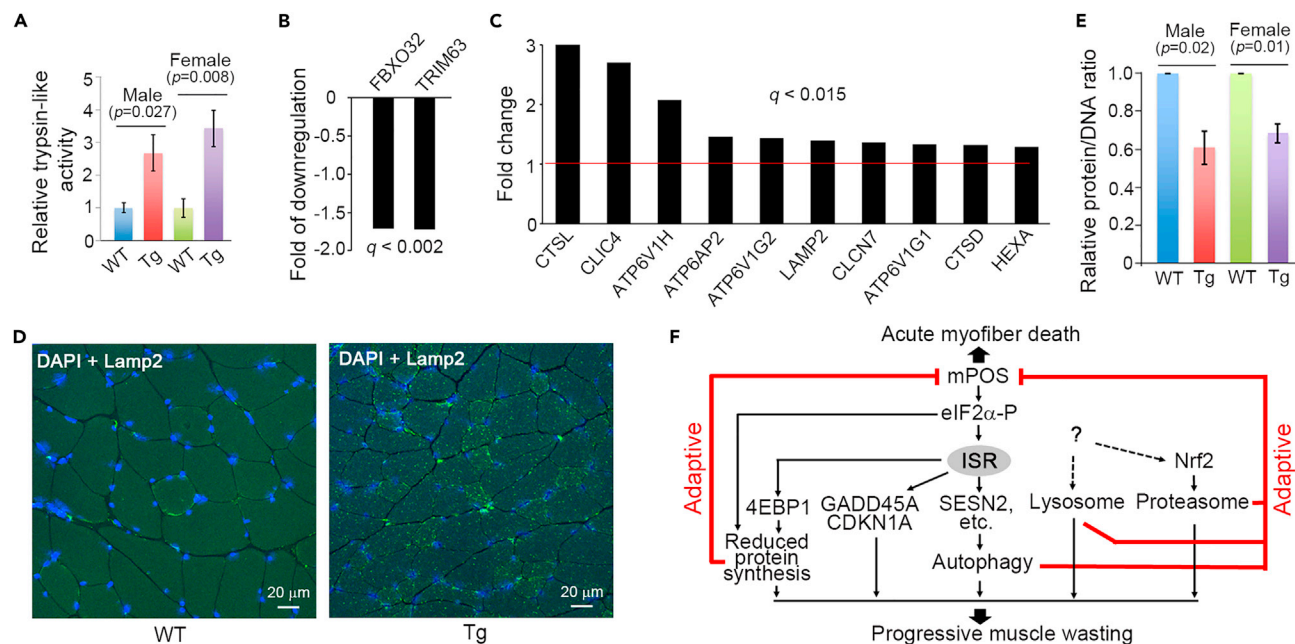 A
Relative trypsin-like
activity
5
4
3
2
1
0
Male
(p=0.027)
Female
(p=0.008)
WT
Tg
WT
Tg
B
FBXO32
TRIM63
Fold of downregulation
0
-0.5
-1.0
-1.5
-2.0
q < 0.002
C
Fold change
3
2
1
0
q < 0.015
CTSL
CLIC4
ATP6V1H
ATP6AP2
ATP6V1G2
LAMP2
CLCN7
ATP6V1G1
CTSD
HEXA
E
Ralative protein/DNA ratio
1.0
0.8
0.6
0.4
0.2
0
Male
(p=0.02)
Female
(p=0.01)
WT
Tg
WT
Tg
D
DAPI + Lamp2
20 μm
WT
DAPI + Lamp2
20 μm
Tg
F
Acute myofiber death
mPOS
eIF2α-P
ISR
?
Nrf2
Adaptive
4EBP1
GADD45A
CDKN1A
SESN2,
etc.
Lysosome
Proteasome
Adaptive
Reduced
protein
synthesis
Autophagy
Progressive muscle wasting